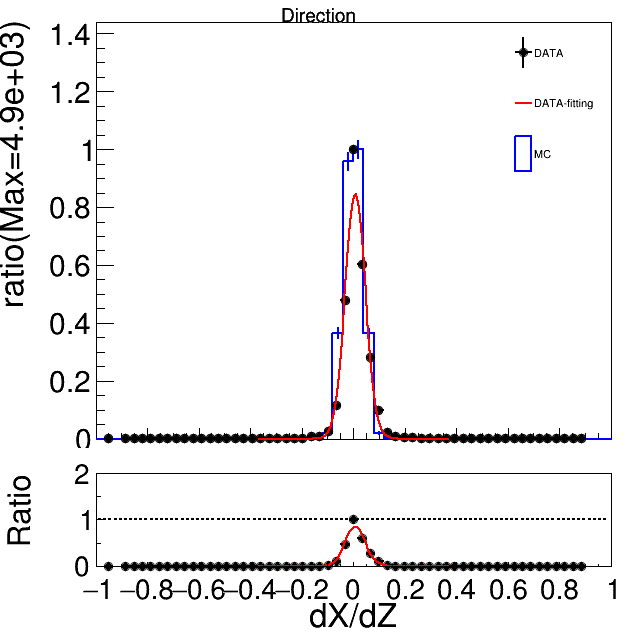 Direction
ratio(Max=4.9e+03)
1.4
1.2
1
0.8
0.6
0.4
0.2
0
DATA
DATA-fitting
MC
Ratio
2
1
0
−1 −0.8 −0.6 −0.4 −0.2 0 0.2 0.4 0.6 0.8 1
dX/dZ